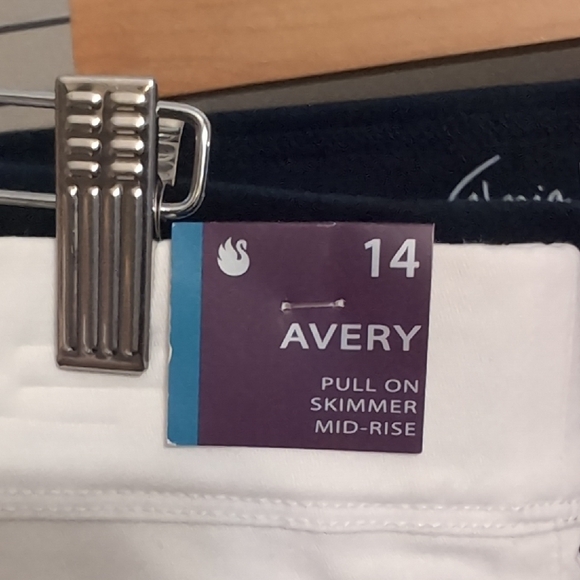 14
AVERY
PULL ON
SKIMMER
MID-RISE